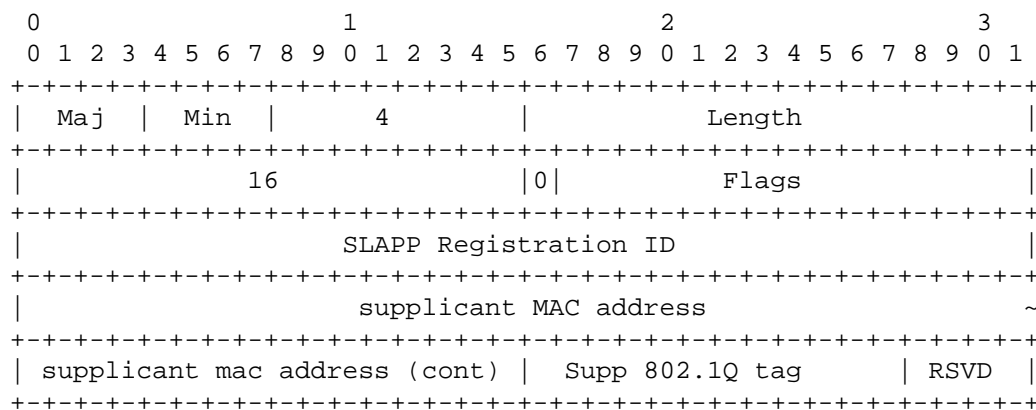 0                   1                   2                   3
 0 1 2 3 4 5 6 7 8 9 0 1 2 3 4 5 6 7 8 9 0 1 2 3 4 5 6 7 8 9 0 1
+-+-+-+-+-+-+-+-+-+-+-+-+-+-+-+-+-+-+-+-+-+-+-+-+-+-+-+-+-+-+-+-+
|  Maj  |  Min  |      4        |           Length              |
+-+-+-+-+-+-+-+-+-+-+-+-+-+-+-+-+-+-+-+-+-+-+-+-+-+-+-+-+-+-+-+-+
|              16               |0|          Flags              |
+-+-+-+-+-+-+-+-+-+-+-+-+-+-+-+-+-+-+-+-+-+-+-+-+-+-+-+-+-+-+-+-+
|                    SLAPP Registration ID                      |
+-+-+-+-+-+-+-+-+-+-+-+-+-+-+-+-+-+-+-+-+-+-+-+-+-+-+-+-+-+-+-+-+
|                     supplicant MAC address                    ~
+-+-+-+-+-+-+-+-+-+-+-+-+-+-+-+-+-+-+-+-+-+-+-+-+-+-+-+-+-+-+-+-+
| supplicant mac address (cont) |  Supp 802.1Q tag      | RSVD  |
+-+-+-+-+-+-+-+-+-+-+-+-+-+-+-+-+-+-+-+-+-+-+-+-+-+-+-+-+-+-+-+-+